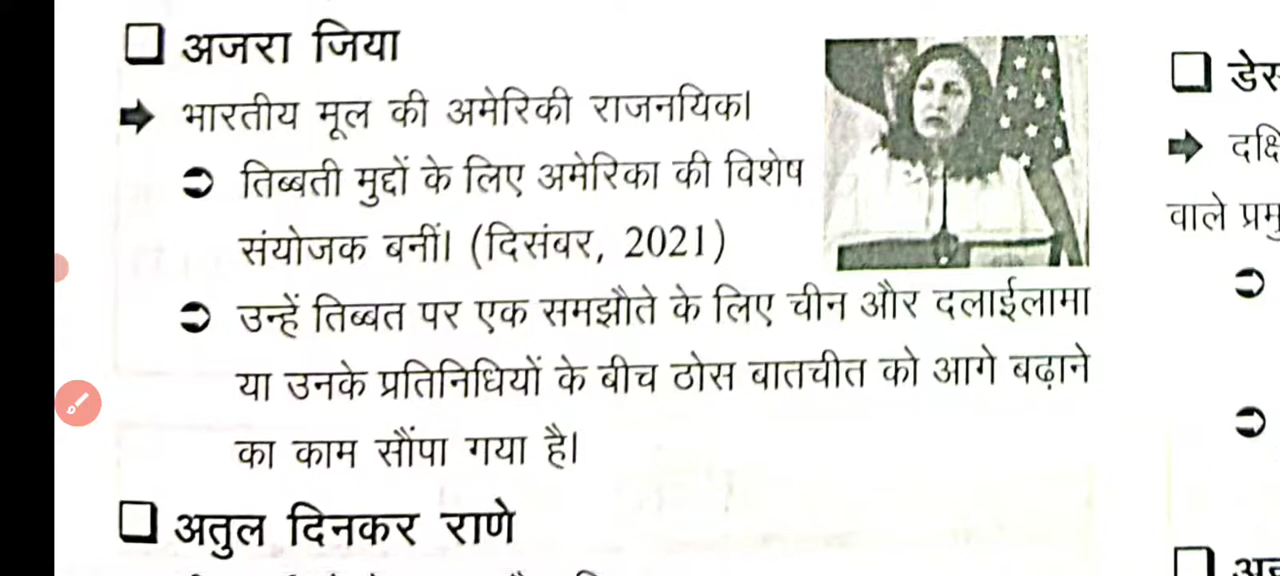 अजरा जिया
भारतीय मूल की अमेरिकी राजनयिक।
तिब्बती मुद्दों के लिए अमेरिका की विशेष
संयोजक बनीं। (दिसंबर, 2021)
उन्हें तिब्बत पर एक समझौते के लिए चीन और दलाईलामा
या उनके प्रतिनिधियों के बीच ठोस बातचीत को आगे बढ़ाने
का काम सौंपा गया है।
अतुल दिनकर राणे
वाले